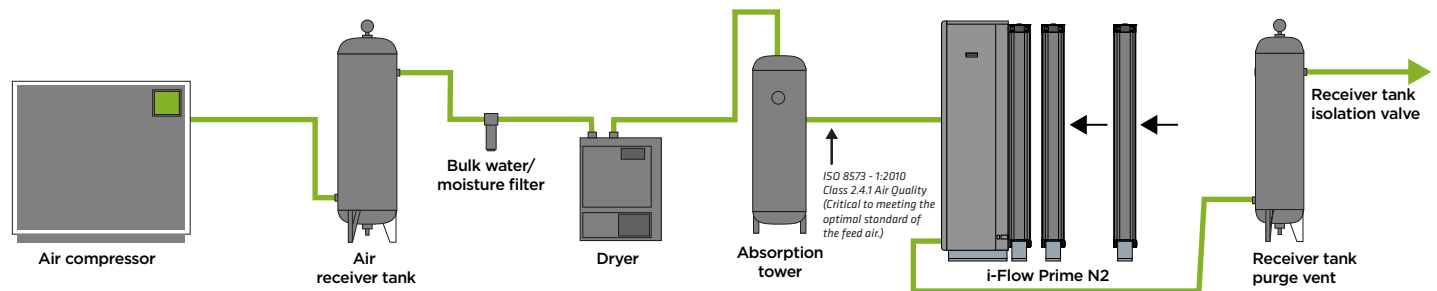 Air compressor
Air
receiver tank
Bulk water/
moisture filter
Dryer
Absorption
tower
ISO 8573 - 1:2010
Class 2.4.1 Air Quality
(Critical to meeting the
optimal standard of
the feed air.)
i-Flow Prime N2
Receiver tank
isolation valve
Receiver tank
purge vent